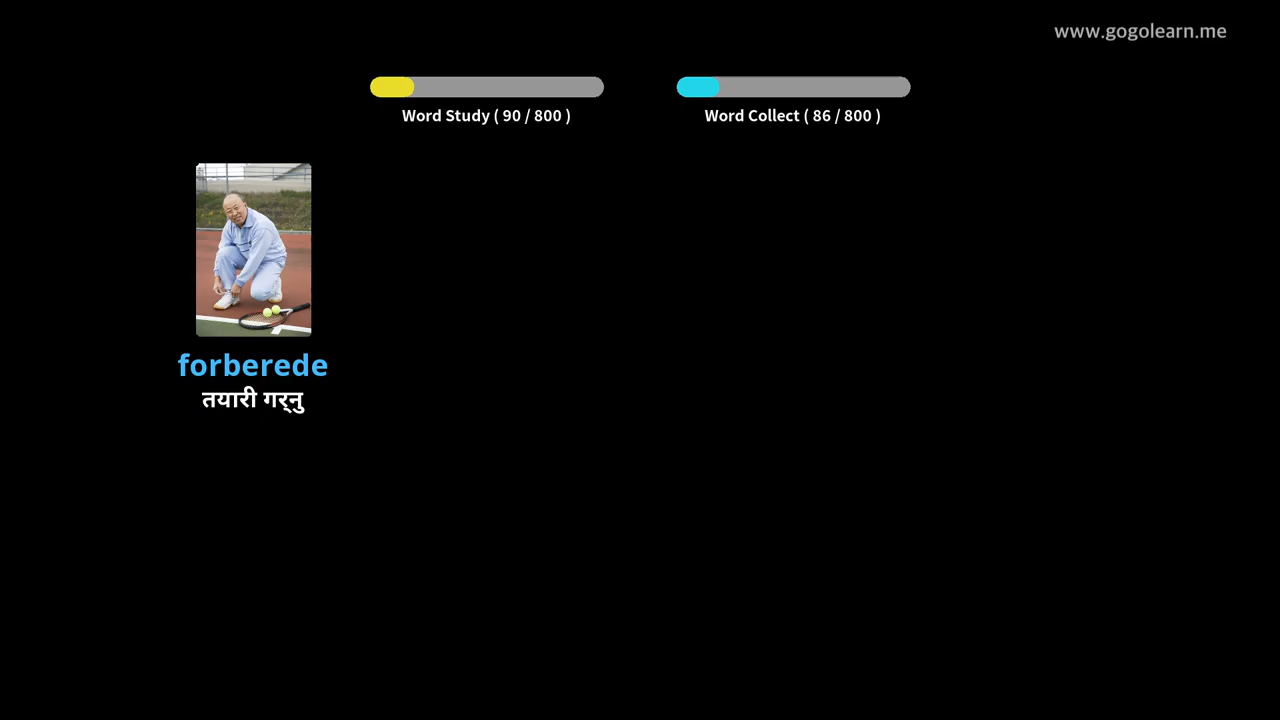 www.gogolearn.me
Word Study ( 90 / 800 )
Word Collect ( 86 / 800 )
forberede
तयारी गर्नु